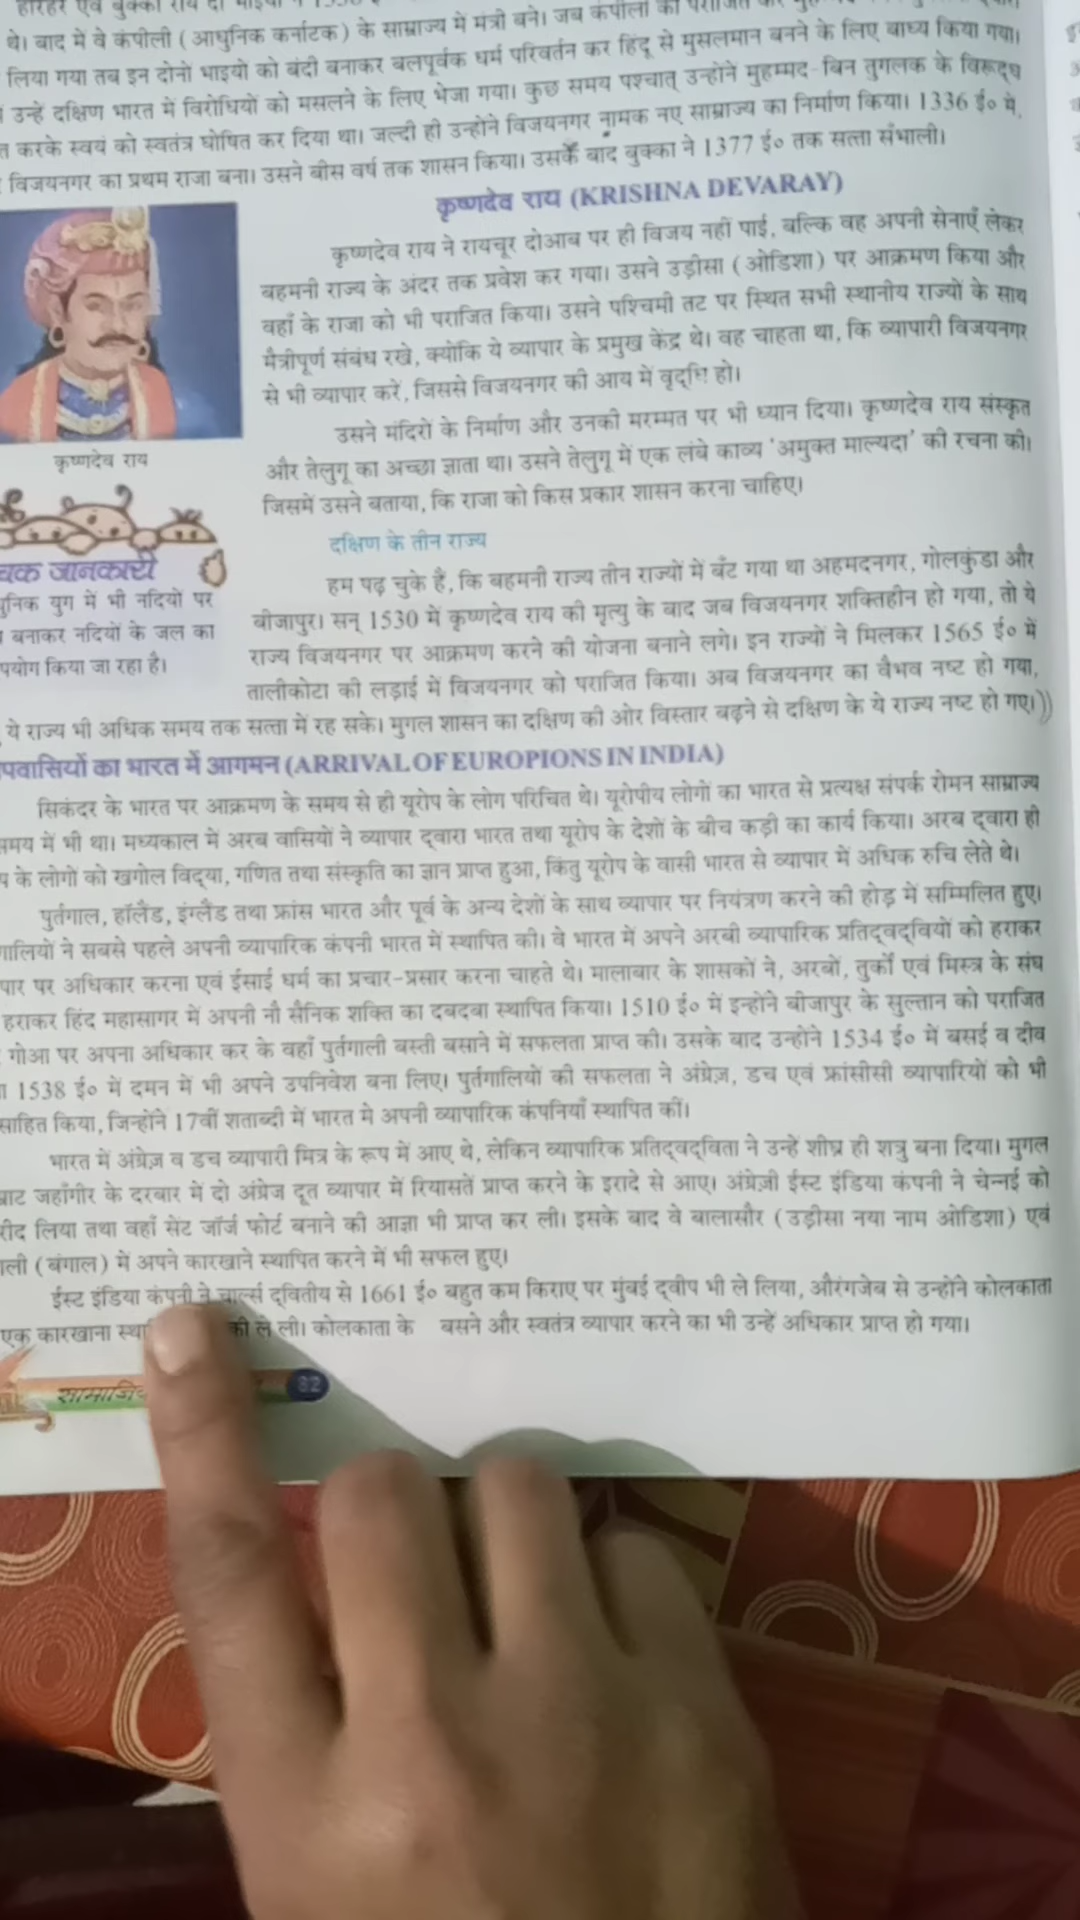 थे। बाद में वे कंपीली (आधुनिक कर्नाटक) के साम्राज्य में मंत्री बने। जब कंपीली को पराजित कर
लिया गया तब इन दोनों भाइयों को बंदी बनाकर बलपूर्वक धर्म परिवर्तन कर हिंदू से मुसलमान बनने के लिए बाध्य किया गया।
उन्हें दक्षिण भारत में विरोधियों को मसलने के लिए भेजा गया। कुछ समय पश्चात् उन्होंने मुहम्मद-बिन तुगलक के विरूद्ध
करके स्वयं को स्वतंत्र घोषित कर दिया था। जल्दी ही उन्होंने विजयनगर नामक नए साम्राज्य का निर्माण किया। 1336 ई० में,
विजयनगर का प्रथम राजा बना। उसने बीस वर्ष तक शासन किया। उसके बाद बुक्का ने 1377 ई० तक सत्ता सँभाली।
कृष्णदेव राय (KRISHNA DEVARAY)
कृष्णदेव राय ने रायचूर दोआब पर ही विजय नहीं पाई, बल्कि वह अपनी सेनाएँ लेकर
बहमनी राज्य के अंदर तक प्रवेश कर गया। उसने उड़ीसा (ओडिशा) पर आक्रमण किया और
वहाँ के राजा को भी पराजित किया। उसने पश्चिमी तट पर स्थित सभी स्थानीय राज्यों के साथ
मैत्रीपूर्ण संबंध रखे, क्योंकि ये व्यापार के प्रमुख केंद्र थे। वह चाहता था, कि व्यापारी विजयनगर
से भी व्यापार करें, जिससे विजयनगर की आय में वृद्धि हो।
उसने मंदिरों के निर्माण और उनकी मरम्मत पर भी ध्यान दिया। कृष्णदेव राय संस्कृत
और तेलुगू का अच्छा ज्ञाता था। उसने तेलुगू में एक लंबे काव्य 'अमुक्त माल्यदा' की रचना की।
जिसमें उसने बताया, कि राजा को किस प्रकार शासन करना चाहिए।
कृष्णदेव राय
जानकारी
युग में भी नदियों पर
बनाकर नदियों के जल का
किया जा रहा है।
दक्षिण के तीन राज्य
हम पढ़ चुके हैं, कि बहमनी राज्य तीन राज्यों में बँट गया था अहमदनगर, गोलकुंडा और
बीजापुर। सन् 1530 में कृष्णदेव राय की मृत्यु के बाद जब विजयनगर शक्तिहीन हो गया, तो ये
राज्य विजयनगर पर आक्रमण करने की योजना बनाने लगे। इन राज्यों ने मिलकर 1565 ई० में
तालीकोटा की लड़ाई में विजयनगर को पराजित किया। अब विजयनगर का वैभव नष्ट हो गया,
ये राज्य भी अधिक समय तक सत्ता में रह सके। मुगल शासन का दक्षिण की ओर विस्तार बढ़ने से दक्षिण के ये राज्य नष्ट हो गए।
का भारत में आगमन (ARRIVAL OF EUROPIONS IN INDIA)
सिकंदर के भारत पर आक्रमण के समय से ही यूरोप के लोग परिचित थे। यूरोपीय लोगों का भारत से प्रत्यक्ष संपर्क रोमन साम्राज्य
समय में भी था। मध्यकाल में अरब वासियों ने व्यापार द्वारा भारत तथा यूरोप के देशों के बीच कड़ी का कार्य किया। अरब द्वारा ही
के लोगों को खगोल विद्या, गणित तथा संस्कृति का ज्ञान प्राप्त हुआ, किंतु यूरोप के वासी भारत से व्यापार में अधिक रुचि लेते थे।
पुर्तगाल, हॉलैंड, इंग्लैंड तथा फ्रांस भारत और पूर्व के अन्य देशों के साथ व्यापार पर नियंत्रण करने की होड़ में सम्मिलित हुए।
ने सबसे पहले अपनी व्यापारिक कंपनी भारत में स्थापित की। वे भारत में अपने अरबी व्यापारिक प्रतिद्वद्वियों को हराकर
पर अधिकार करना एवं ईसाई धर्म का प्रचार-प्रसार करना चाहते थे। मालाबार के शासकों ने, अरबों, तुर्कों एवं मिस्त्र के संघ
हराकर हिंद महासागर में अपनी नौ सैनिक शक्ति का दबदबा स्थापित किया। 1510 ई० में इन्होंने बीजापुर के सुल्तान को पराजित
गोआ पर अपना अधिकार कर के वहाँ पुर्तगाली बस्ती बसाने में सफलता प्राप्त की। उसके बाद उन्होंने 1534 ई० में बसई व दीव
1538 ई० में दमन में भी अपने उपनिवेश बना लिए। पुर्तगालियों की सफलता ने अंग्रेज़, डच एवं फ्रांसीसी व्यापारियों को भी
किया, जिन्होंने 17वीं शताब्दी में भारत मे अपनी व्यापारिक कंपनियाँ स्थापित कीं।
भारत में अंग्रेज़ व डच व्यापारी मित्र के रूप में आए थे, लेकिन व्यापारिक प्रतिद्वद्विता ने उन्हें शीघ्र ही शत्रु बना दिया। मुगल
जहाँगीर के दरबार में दो अंग्रेज दूत व्यापार में रियासतें प्राप्त करने के इरादे से आए। अंग्रेज़ी ईस्ट इंडिया कंपनी ने चेन्नई को
लिया तथा वहाँ सेंट जॉर्ज फोर्ट बनाने की आज्ञा भी प्राप्त कर ली। इसके बाद वे बालासौर (उड़ीसा नया नाम ओडिशा) एवं
(बंगाल) में अपने कारखाने स्थापित करने में भी सफल हुए।
ईस्ट इंडिया कंपनी ने चार्ल्स द्वितीय से 1661 ई० बहुत कम किराए पर मुंबई द्वीप भी ले लिया, औरंगजेब से उन्होंने कोलकाता
एक कारखाना की ले ली। कोलकाता के बसने और स्वतंत्र व्यापार करने का भी उन्हें अधिकार प्राप्त हो गया।
82